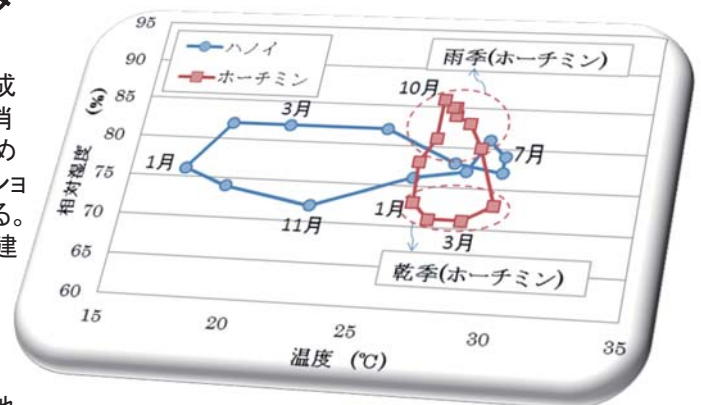 成
消
め
ショ
る。
建
95
90
85
80
75
70
65
60
相対湿度 (%)
ハノイ
ホーチミン
雨季(ホーチミン)
10月
3月
1月
7月
11月
1月
3月
乾季(ホーチミン)
15
20
25
30
35
温度 (℃)